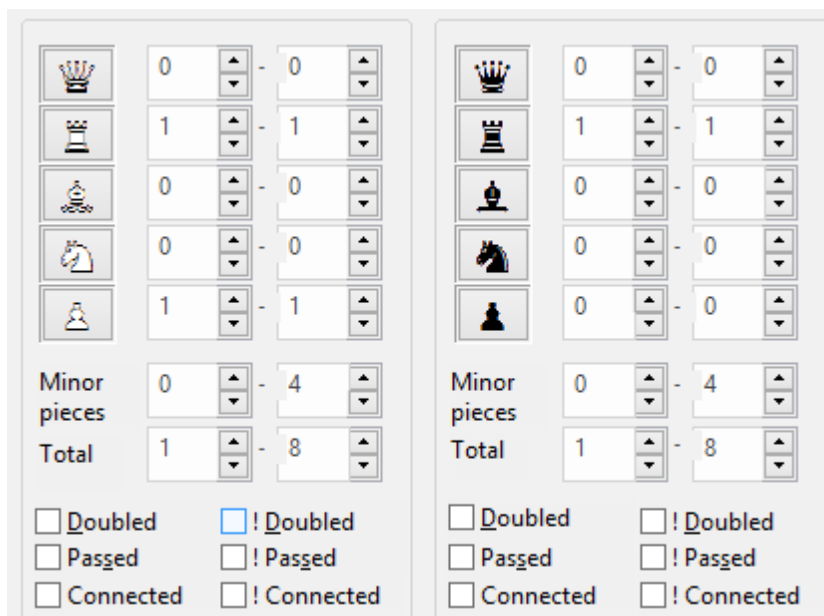 0 - 0 0 - 0
1 - 1 1 - 1
0 - 0 0 - 0
0 - 0 0 - 0
1 - 1 0 - 0
Minor pieces 0 - 4 Minor pieces 0 - 4
Total 1 - 8 Total 1 - 8
Doubled ! Doubled Doubled ! Doubled
Passed ! Passed Passed ! Passed
Connected ! Connected Connected ! Connected